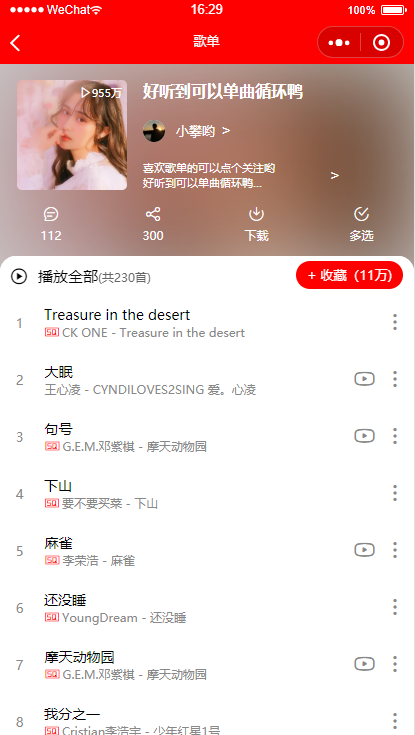 WeChat 16:29 100%
歌单
955万
好听到可以单曲循环鸭
小攀哟 >
喜欢歌单的可以点个关注哟
好听到可以单曲循环鸭... >
112 300 下载 多选
播放全部(共230首) + 收藏（11万）
1 Treasure in the desert
SQ CK ONE - Treasure in the desert
2 大眠
王心凌 - CYNDILOVES2SING 爱。心凌
3 句号
SQ G.E.M.邓紫棋 - 摩天动物园
4 下山
SQ 要不要买菜 - 下山
5 麻雀
SQ 李荣浩 - 麻雀
6 还没睡
SQ YoungDream - 还没睡
7 摩天动物园
SQ G.E.M.邓紫棋 - 摩天动物园
8 我分之一
SQ Cristian李浩宇 - 少年红星1号